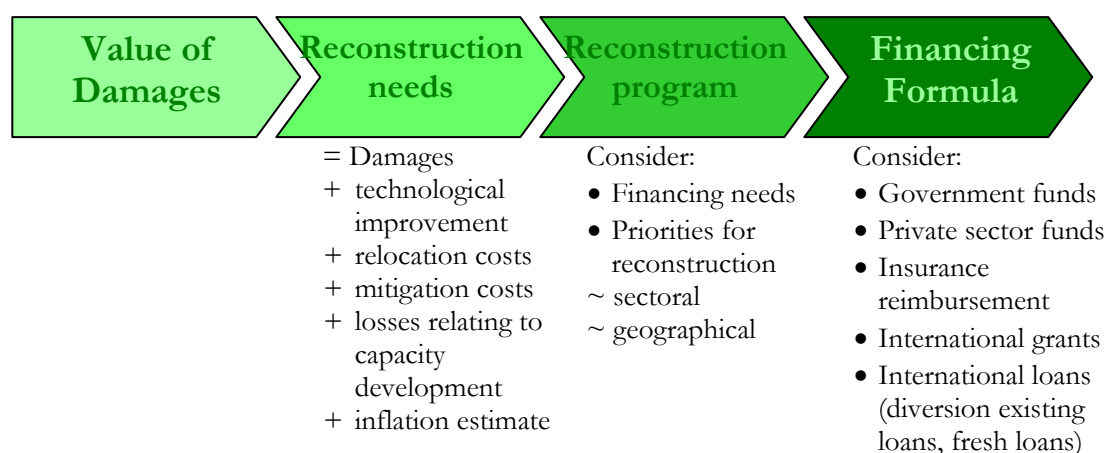 Value of
Damages
Reconstruction
needs
Reconstruction
program
Financing
Formula
= Damages
+ technological
improvement
+ relocation costs
+ mitigation costs
+ losses relating to
capacity
development
+ inflation estimate
Consider:
• Financing needs
• Priorities for
reconstruction
~ sectoral
~ geographical
Consider:
• Government funds
• Private sector funds
• Insurance
reimbursement
• International grants
• International loans
(diversion existing
loans, fresh loans)